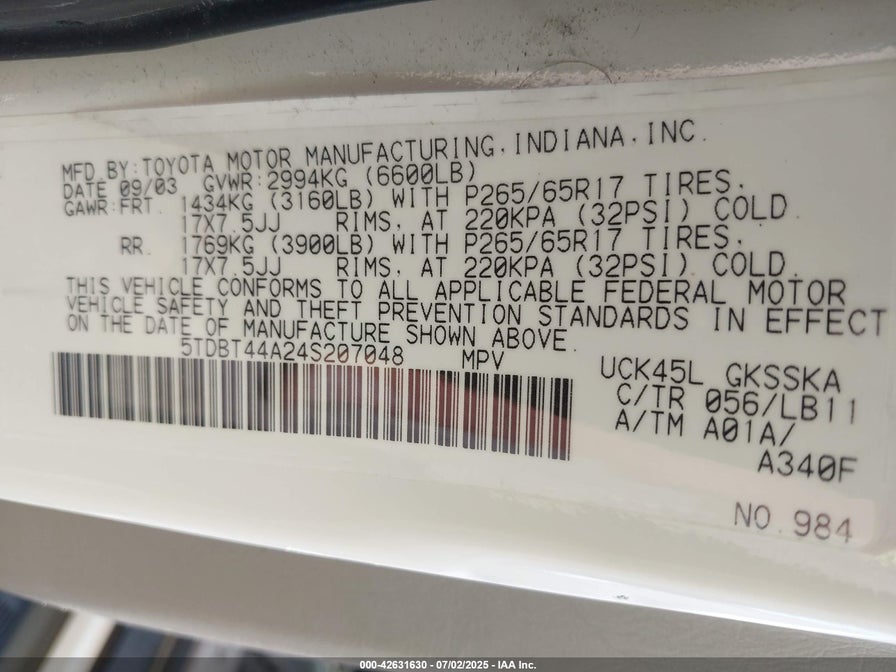 MFD BY: TOYOTA MOTOR MANUFACTURING, INDIANA, INC.
DATE 09/03 GVWR: 2994KG (6600LB)
GAWR: FRT. 1434KG (3160LB) WITH P265/65R17 TIRES,
17X7.5JJ RIMS, AT 220KPA (32PSI) COLD.
RR. 1769KG (3900LB) WITH P265/65R17 TIRES,
17X7.5JJ RIMS, AT 220KPA (32PSI) COLD.
THIS VEHICLE CONFORMS TO ALL APPLICABLE FEDERAL MOTOR
VEHICLE SAFETY AND THEFT PREVENTION STANDARDS IN EFFECT
ON THE DATE OF MANUFACTURE SHOWN ABOVE.
5TDBT44A24S207048 MPV
UCK45L GKSSKA
C/TR 056/LB11
A/TM A01A/
A340F
NO. 984
000-42631630 - 07/02/2025 - IAA Inc.